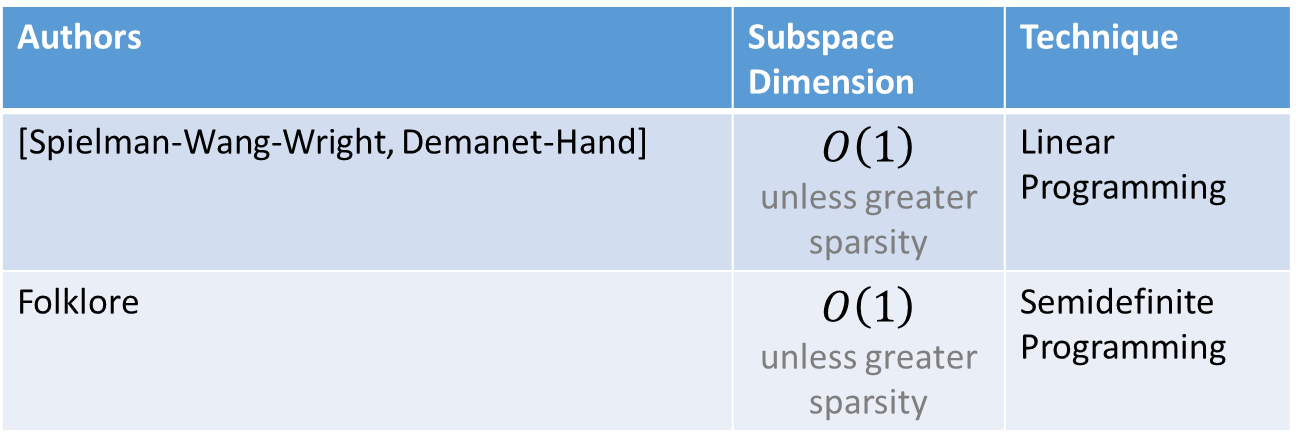 Authors
Subspace
Dimension
Technique
[Spielman-Wang-Wright, Demanet-Hand]
O(1)
unless greater
sparsity
Linear
Programming
Folklore
O(1)
unless greater
sparsity
Semidefinite
Programming